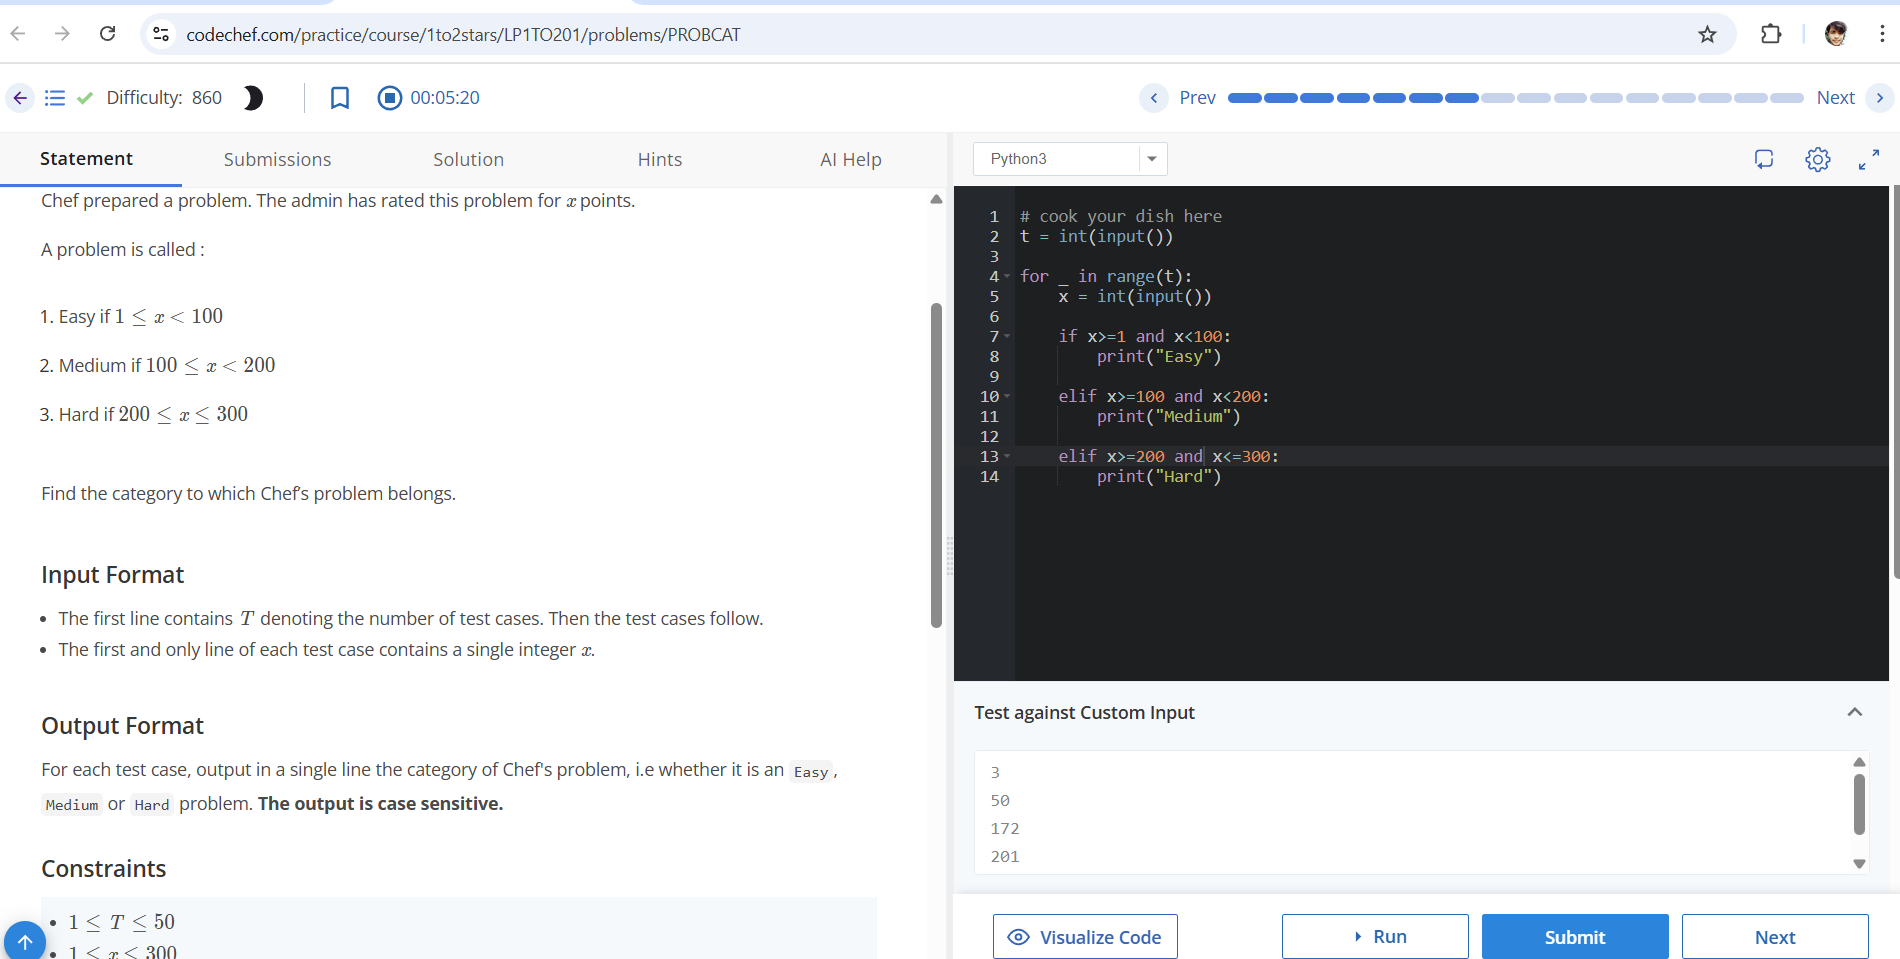 codechef.com/practice/course/1to2stars/LP1TO201/problems/PROBCAT
Difficulty: 860
00:05:20
Prev
Next
Statement
Submissions
Solution
Hints
AI Help
Chef prepared a problem. The admin has rated this problem for x points.
A problem is called :
1. Easy if 1 ≤ x < 100
2. Medium if 100 ≤ x < 200
3. Hard if 200 ≤ x ≤ 300
Find the category to which Chef's problem belongs.
Input Format
• The first line contains T denoting the number of test cases. Then the test cases follow.
• The first and only line of each test case contains a single integer x.
Output Format
For each test case, output in a single line the category of Chef's problem, i.e whether it is an Easy ,
Medium or Hard problem. The output is case sensitive.
Constraints
• 1 ≤ T ≤ 50
• 1 ≤ x ≤ 300
Python3
1 # cook your dish here
2 t = int(input())
3
4 for _ in range(t):
5     x = int(input())
6
7     if x>=1 and x<100:
8         print("Easy")
9
10     elif x>=100 and x<200:
11         print("Medium")
12
13     elif x>=200 and x<=300:
14         print("Hard")
Test against Custom Input
3
50
172
201
Visualize Code
Run
Submit
Next